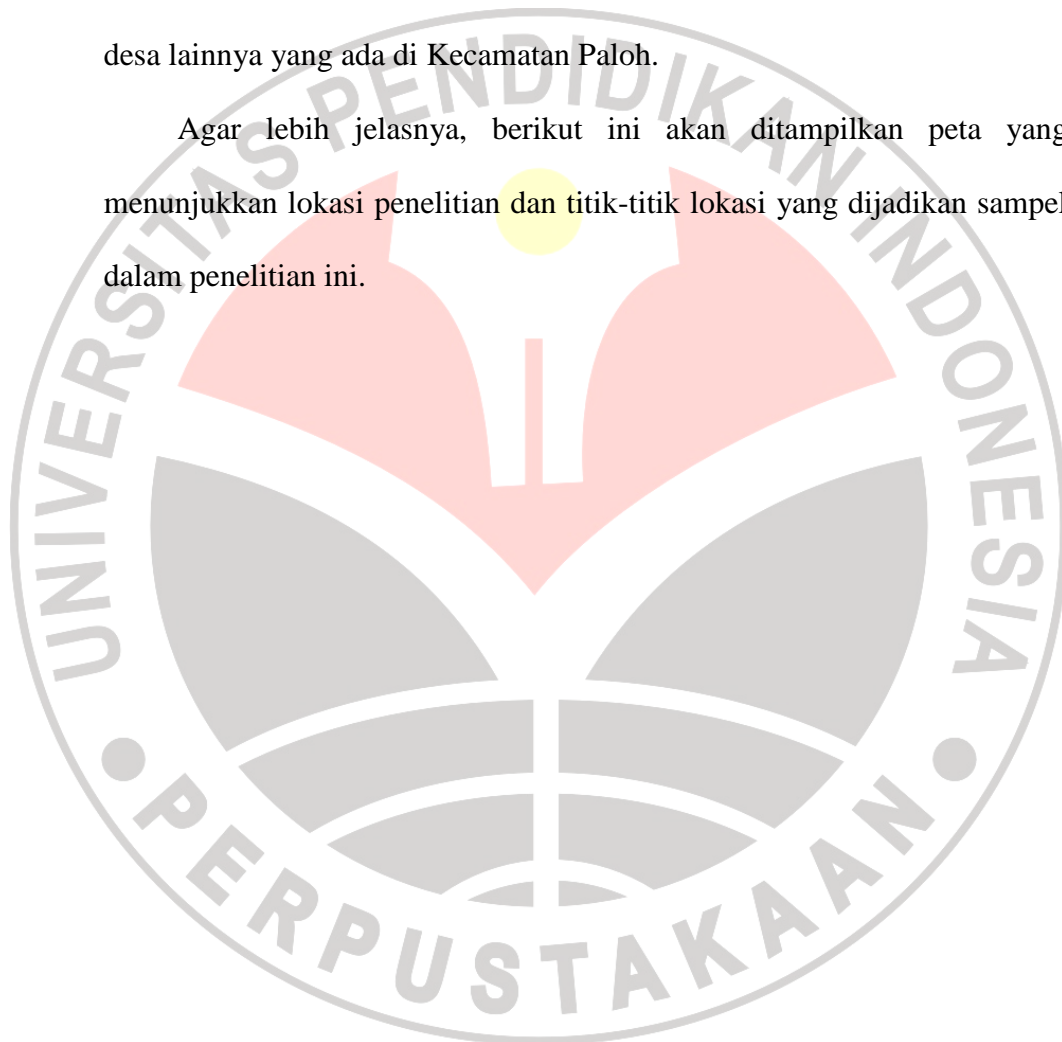 desa lainnya yang ada di Kecamatan Paloh.
Agar lebih jelasnya, berikut ini akan ditampilkan peta yang
menunjukkan lokasi penelitian dan titik-titik lokasi yang dijadikan sampel
dalam penelitian ini.
UNIVERSITAS PENDIDIKAN INDONESIA
PERPUSTAKAAN